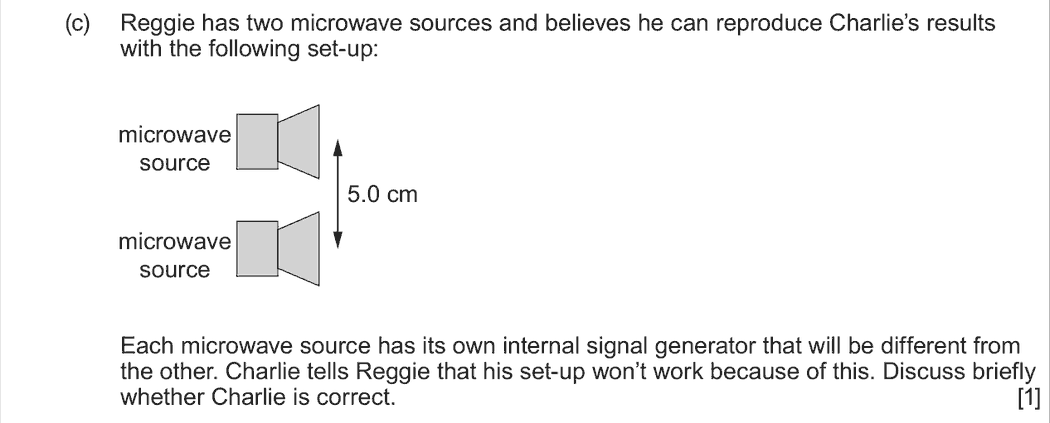 (c) Reggie has two microwave sources and believes he can reproduce Charlie's results
with the following set-up:
microwave
source
5.0 cm
microwave
source
Each microwave source has its own internal signal generator that will be different from
the other. Charlie tells Reggie that his set-up won't work because of this. Discuss briefly
whether Charlie is correct. [1]